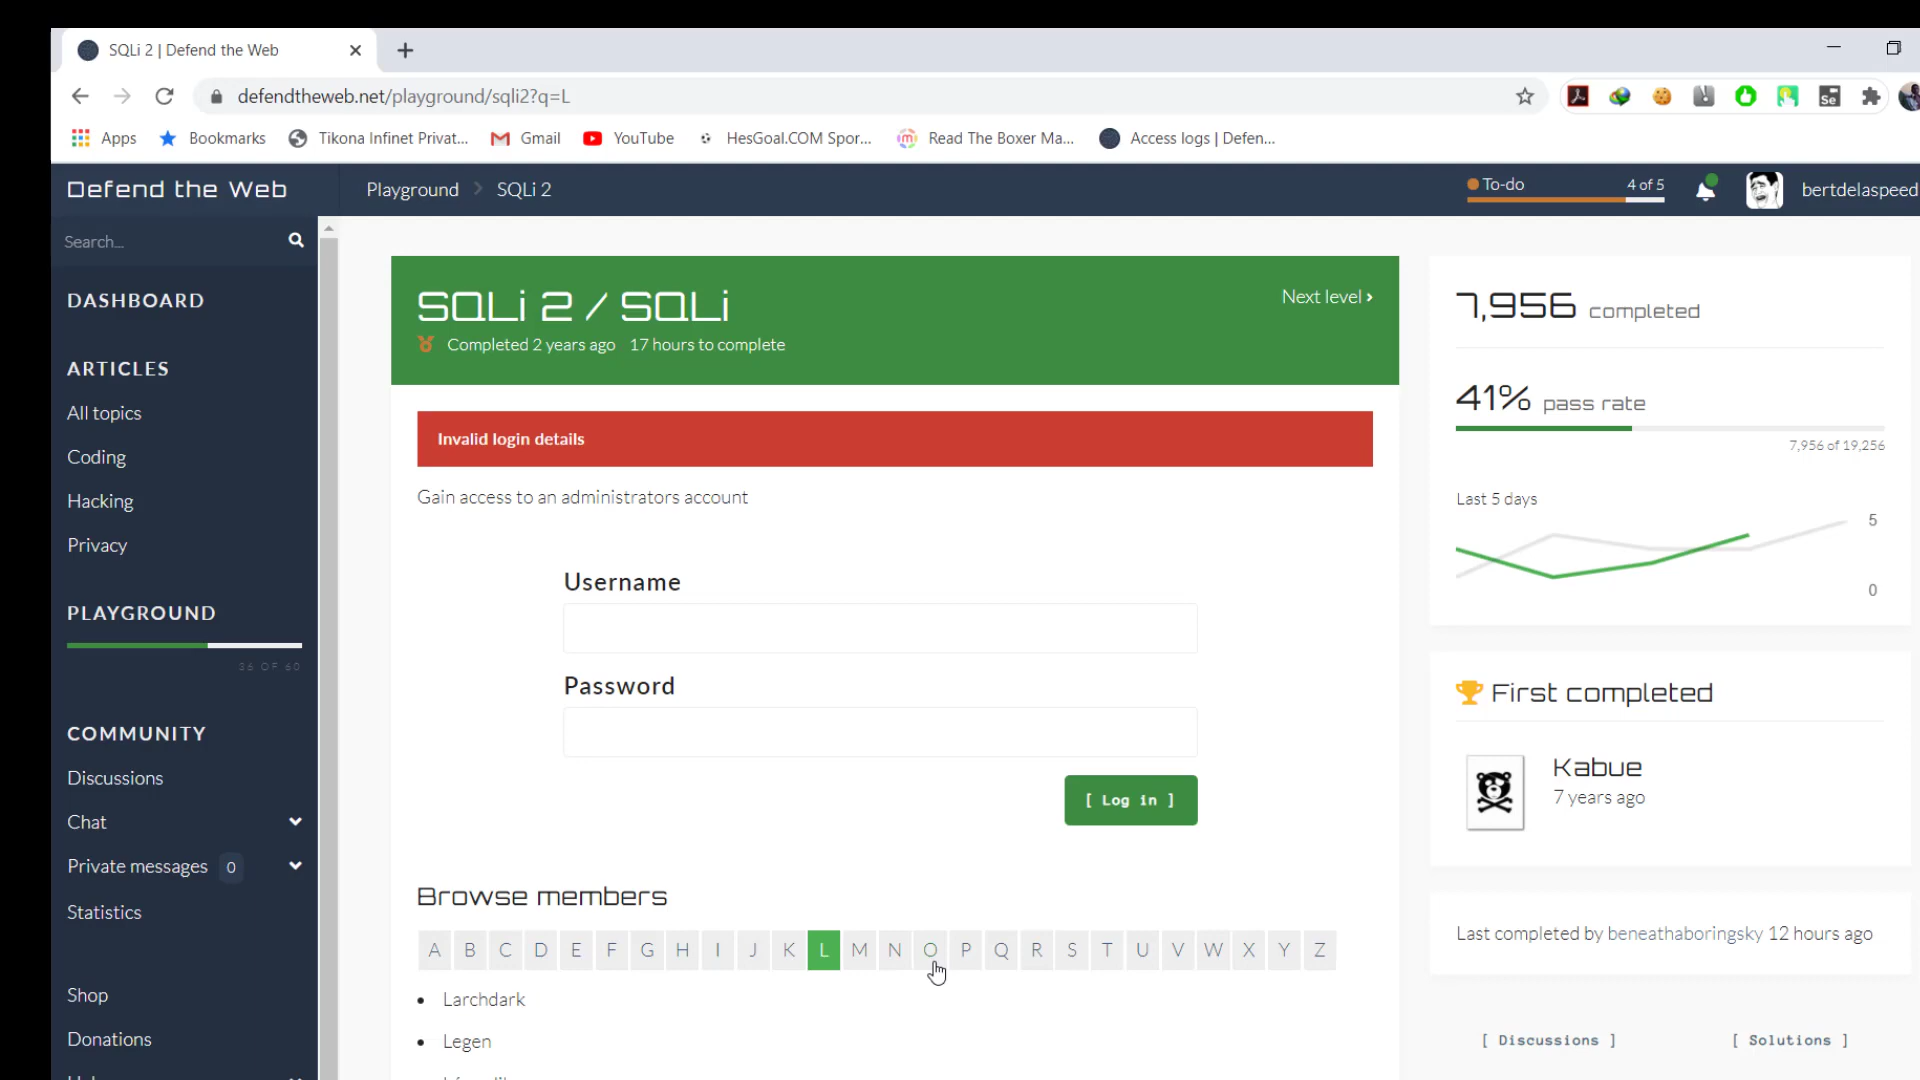 SQLi 2 | Defend the Web
defendtheweb.net/playground/sqli2?q=L
Apps Bookmarks Tikona Infinet Privat... Gmail YouTube HesGoal.COM Spor... Read The Boxer Ma... Access logs | Defen...
Defend the Web
Playground > SQLi 2
To-do 4 of 5
bertdelaspeed
Search...
DASHBOARD
ARTICLES
All topics
Coding
Hacking
Privacy
PLAYGROUND
36 OF 60
COMMUNITY
Discussions
Chat
Private messages 0
Statistics
Shop
Donations
SQLi 2 / SQLi
Next level >
Completed 2 years ago 17 hours to complete
Invalid login details
Gain access to an administrators account
Username
Password
[ Log in ]
Browse members
A B C D E F G H I J K L M N O P Q R S T U V W X Y Z
• Larchdark
• Legen
7,956 completed
41% pass rate
7,956 of 19,256
Last 5 days
5
0
First completed
Kabue
7 years ago
Last completed by beneathaboringsky 12 hours ago
[ Discussions ]
[ Solutions ]